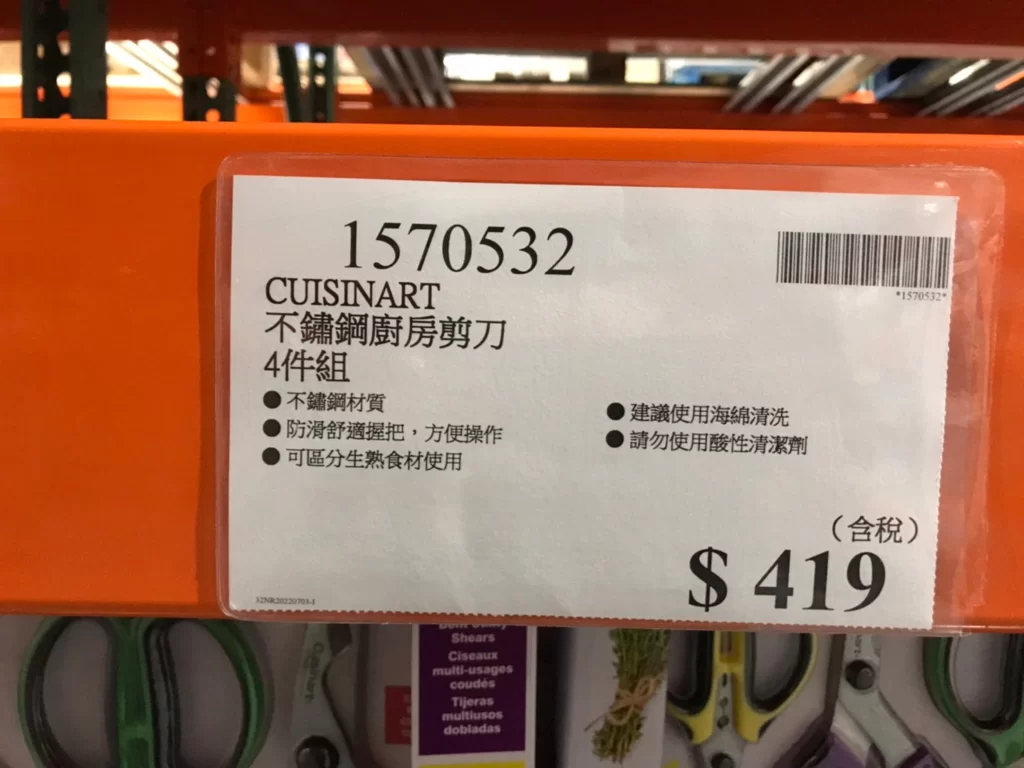 1570532
*1570532*
CUISINART
不鏽鋼廚房剪刀
4件組
●不鏽鋼材質
●防滑舒適握把，方便操作
●可區分生熟食材使用
●建議使用海綿清洗
●請勿使用酸性清潔劑
（含稅）
$ 419
32NR20220703-1
Shears
Ciseaux
multi-usages
coudés
Tijeras
multiusos
dobladas
Cuisinart